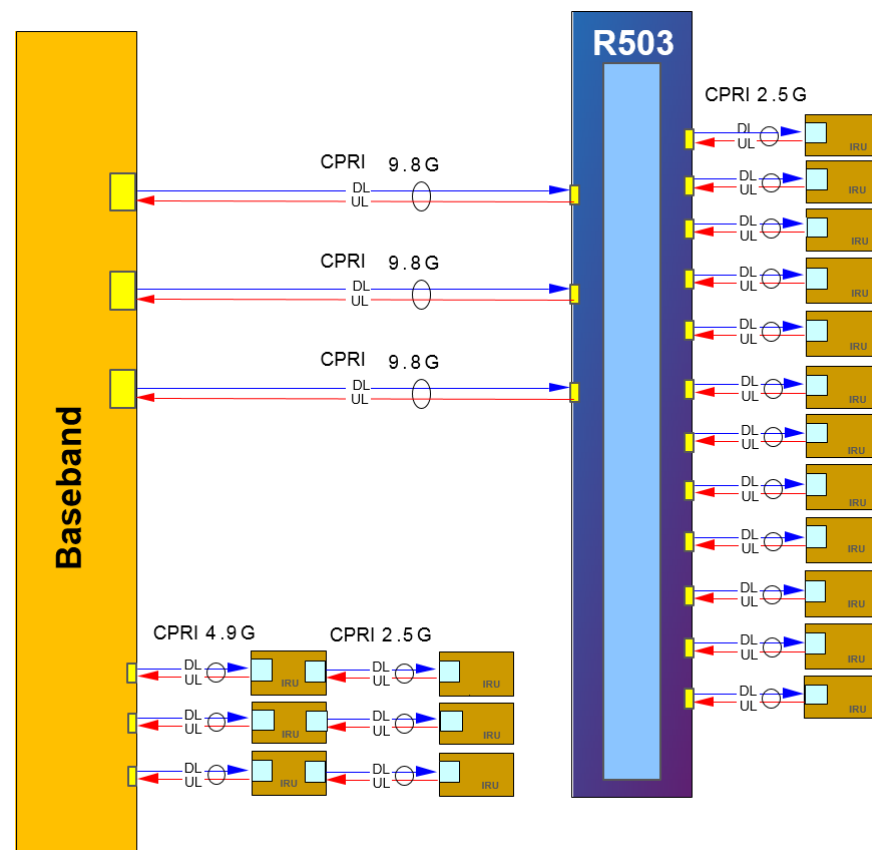 R503
CPRI 2.5G
DL
UL
IRU
DL
UL
IRU
DL
UL
IRU
DL
UL
IRU
DL
UL
IRU
DL
UL
IRU
DL
UL
IRU
DL
UL
IRU
DL
UL
IRU
DL
UL
IRU
DL
UL
IRU
DL
UL
IRU
CPRI 9.8G
DL
UL
CPRI 9.8G
DL
UL
CPRI 9.8G
DL
UL
Baseband
CPRI 4.9G CPRI 2.5G
DL DL
UL IRU UL IRU
DL DL
UL IRU UL IRU
DL DL
UL IRU UL IRU